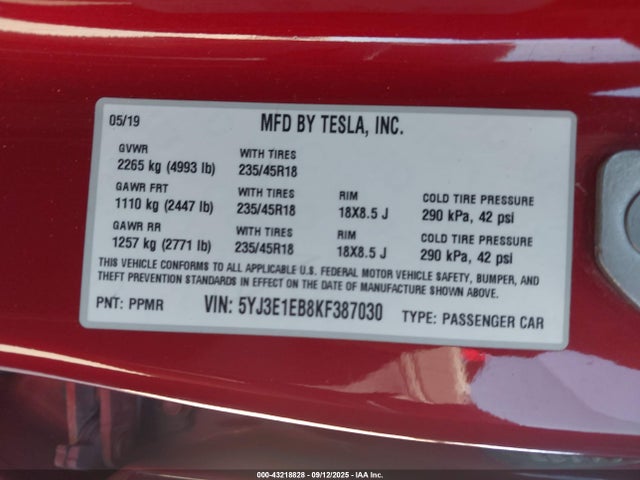 05/19 MFD BY TESLA, INC.
GVWR WITH TIRES
2265 kg (4993 lb) 235/45R18
GAWR FRT WITH TIRES RIM COLD TIRE PRESSURE
1110 kg (2447 lb) 235/45R18 18X8.5 J 290 kPa, 42 psi
GAWR RR WITH TIRES RIM COLD TIRE PRESSURE
1257 kg (2771 lb) 235/45R18 18X8.5 J 290 kPa, 42 psi
THIS VEHICLE CONFORMS TO ALL APPLICABLE U.S. FEDERAL MOTOR VEHICLE SAFETY, BUMPER, AND
THEFT PREVENTION STANDARDS IN EFFECT ON THE DATE OF MANUFACTURE SHOWN ABOVE.
PNT: PPMR VIN: 5YJ3E1EB8KF387030 TYPE: PASSENGER CAR
000-43218828 - 09/12/2025 - IAA Inc.